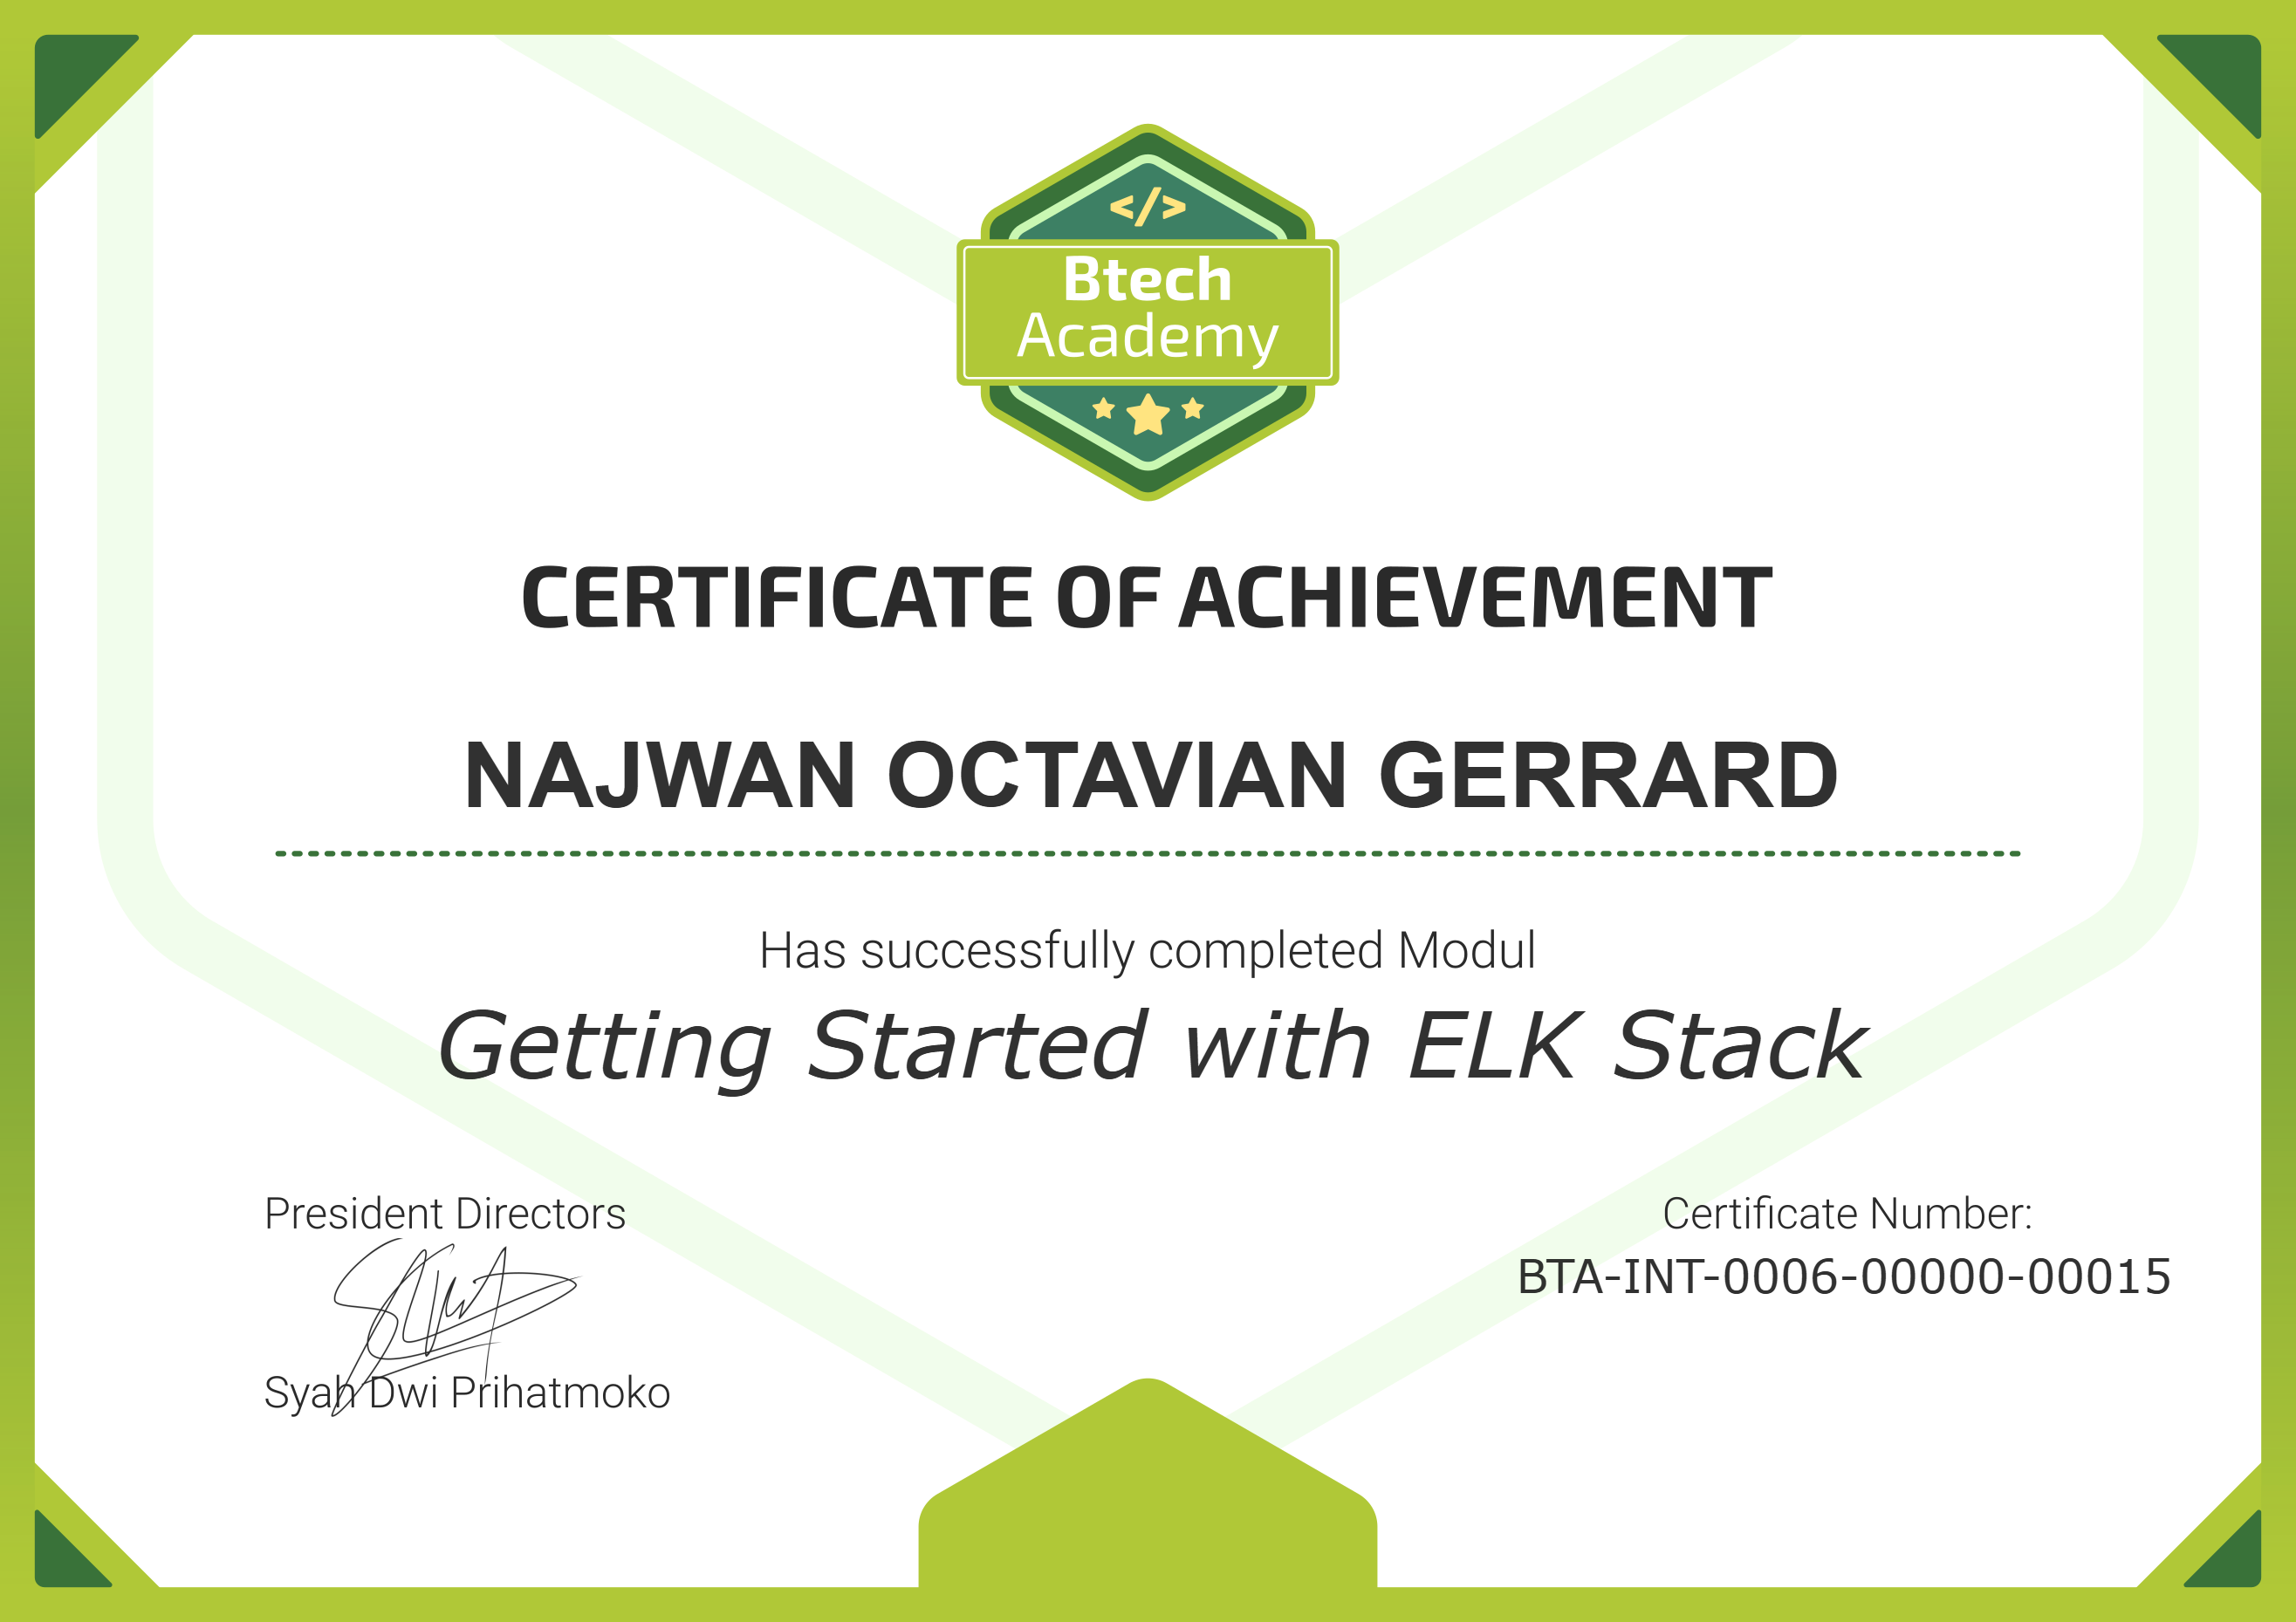 </>
Btech
Academy
CERTIFICATE OF ACHIEVEMENT
NAJWAN OCTAVIAN GERRARD
Has successfully completed Modul
Getting Started with ELK Stack
President Directors
Syah Dwi Prihatmoko
Certificate Number:
BTA-INT-0006-00000-00015